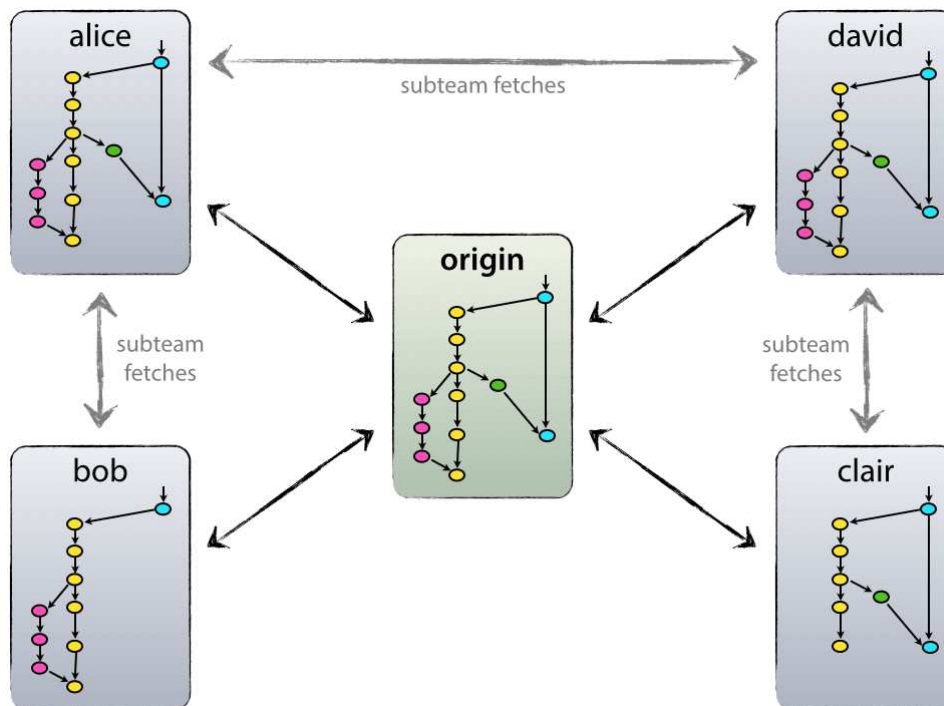 alice
david
subteam fetches
origin
subteam
fetches
subteam
fetches
bob
clair